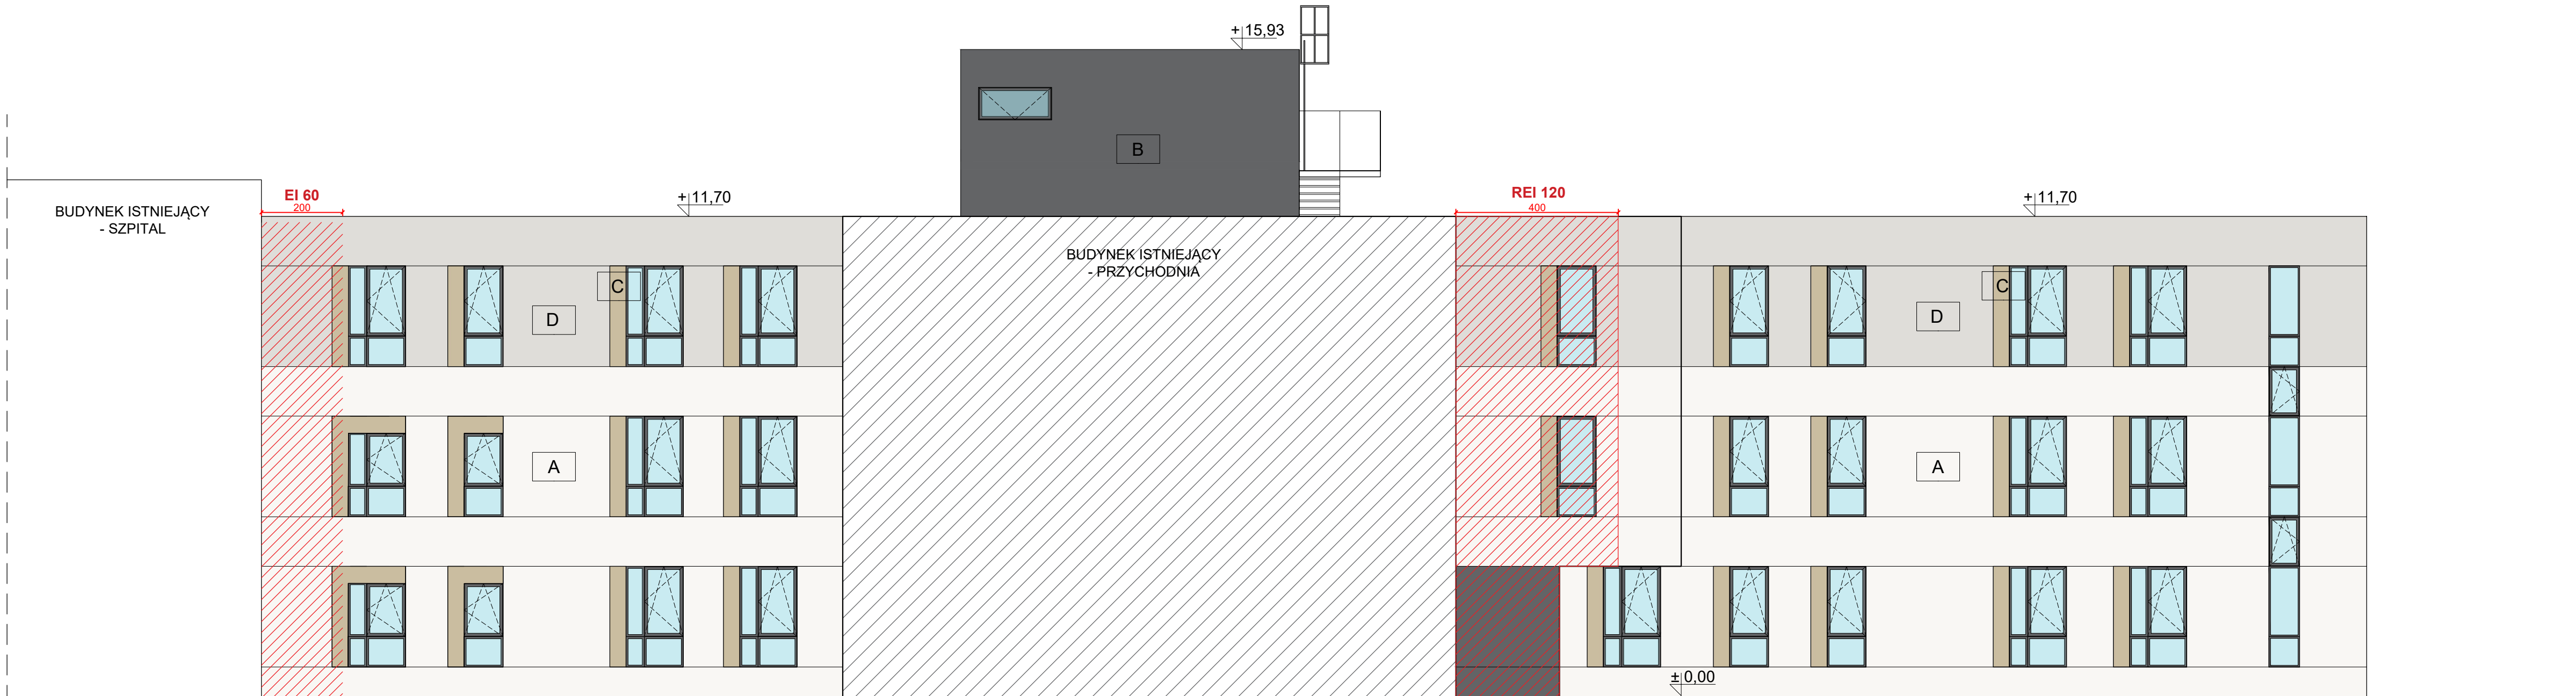 +15,93
B
EI 60
200
BUDYNEK ISTNIEJĄCY
- SZPITAL
+11,70
REI 120
400
+11,70
BUDYNEK ISTNIEJĄCY
- PRZYCHODNIA
C
D
C
D
A
A
±0,00